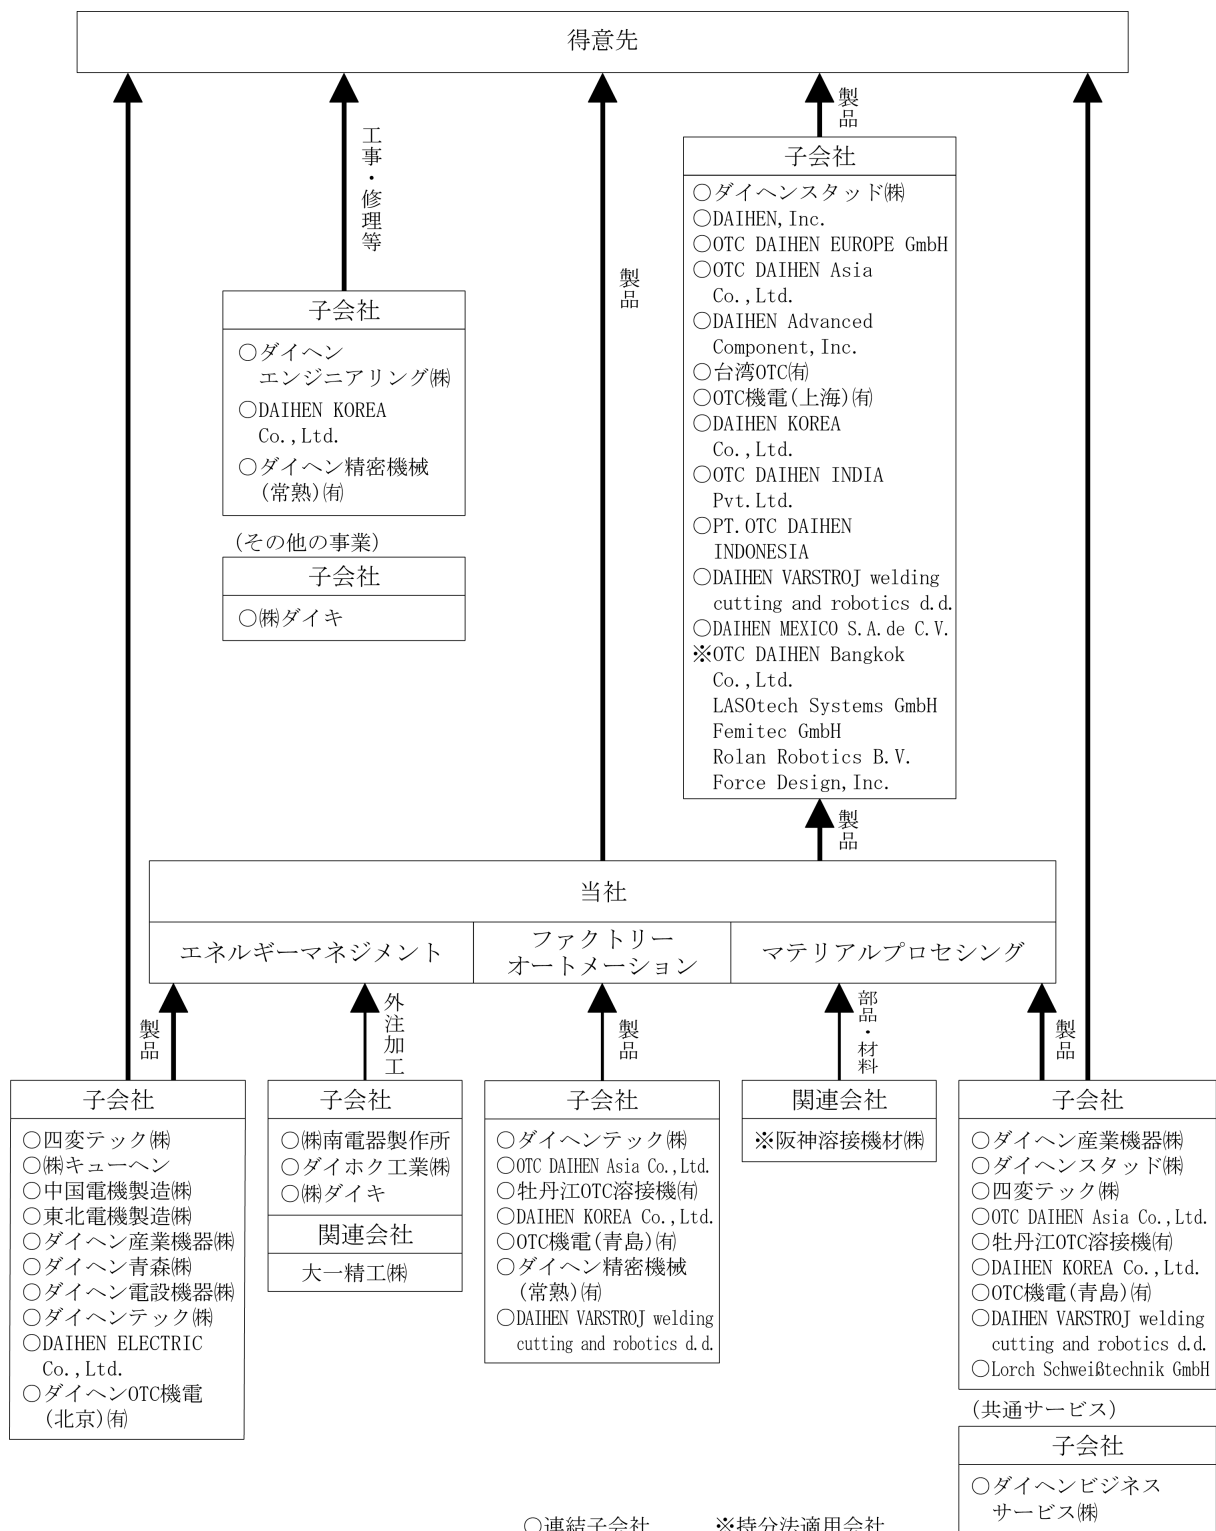 得意先
工事・修理等
製品
製品
子会社
○ダイヘンスタッド㈱
○DAIHEN,Inc.
○OTC DAIHEN EUROPE GmbH
○OTC DAIHEN Asia
Co.,Ltd.
○DAIHEN Advanced
Component,Inc.
○台湾OTC㈲
○OTC機電(上海)㈲
○DAIHEN KOREA
Co.,Ltd.
○OTC DAIHEN INDIA
Pvt.Ltd.
○PT.OTC DAIHEN
INDONESIA
○DAIHEN VARSTROJ welding
cutting and robotics d.d.
○DAIHEN MEXICO S.A.de C.V.
※OTC DAIHEN Bangkok
Co.,Ltd.
LASOtech Systems GmbH
Femitec GmbH
Rolan Robotics B.V.
Force Design,Inc.
子会社
○ダイヘン
エンジニアリング㈱
○DAIHEN KOREA
Co.,Ltd.
○ダイヘン精密機械
(常熟)㈲
(その他の事業)
子会社
○㈱ダイキ
製品
当社
エネルギーマネジメント
ファクトリー
オートメーション
マテリアルプロセシング
製品
外注加工
製品
部品・材料
製品
子会社
○四変テック㈱
○㈱キューヘン
○中国電機製造㈱
○東北電機製造㈱
○ダイヘン産業機器㈱
○ダイヘン青森㈱
○ダイヘン電設機器㈱
○ダイヘンテック㈱
○DAIHEN ELECTRIC
Co.,Ltd.
○ダイヘンOTC機電
(北京)㈲
子会社
○㈱南電器製作所
○ダイホク工業㈱
○㈱ダイキ
関連会社
大一精工㈱
子会社
○ダイヘンテック㈱
○OTC DAIHEN Asia Co.,Ltd.
○牡丹江OTC溶接機㈲
○DAIHEN KOREA Co.,Ltd.
○OTC機電(青島)㈲
○ダイヘン精密機械
(常熟)㈲
○DAIHEN VARSTROJ welding
cutting and robotics d.d.
関連会社
※阪神溶接機材㈱
子会社
○ダイヘン産業機器㈱
○ダイヘンスタッド㈱
○四変テック㈱
○OTC DAIHEN Asia Co.,Ltd.
○牡丹江OTC溶接機㈲
○DAIHEN KOREA Co.,Ltd.
○OTC機電(青島)㈲
○DAIHEN VARSTROJ welding
cutting and robotics d.d.
○Lorch Schweißtechnik GmbH
(共通サービス)
子会社
○ダイヘンビジネス
サービス㈱
○連結子会社 ※持分法適用会社